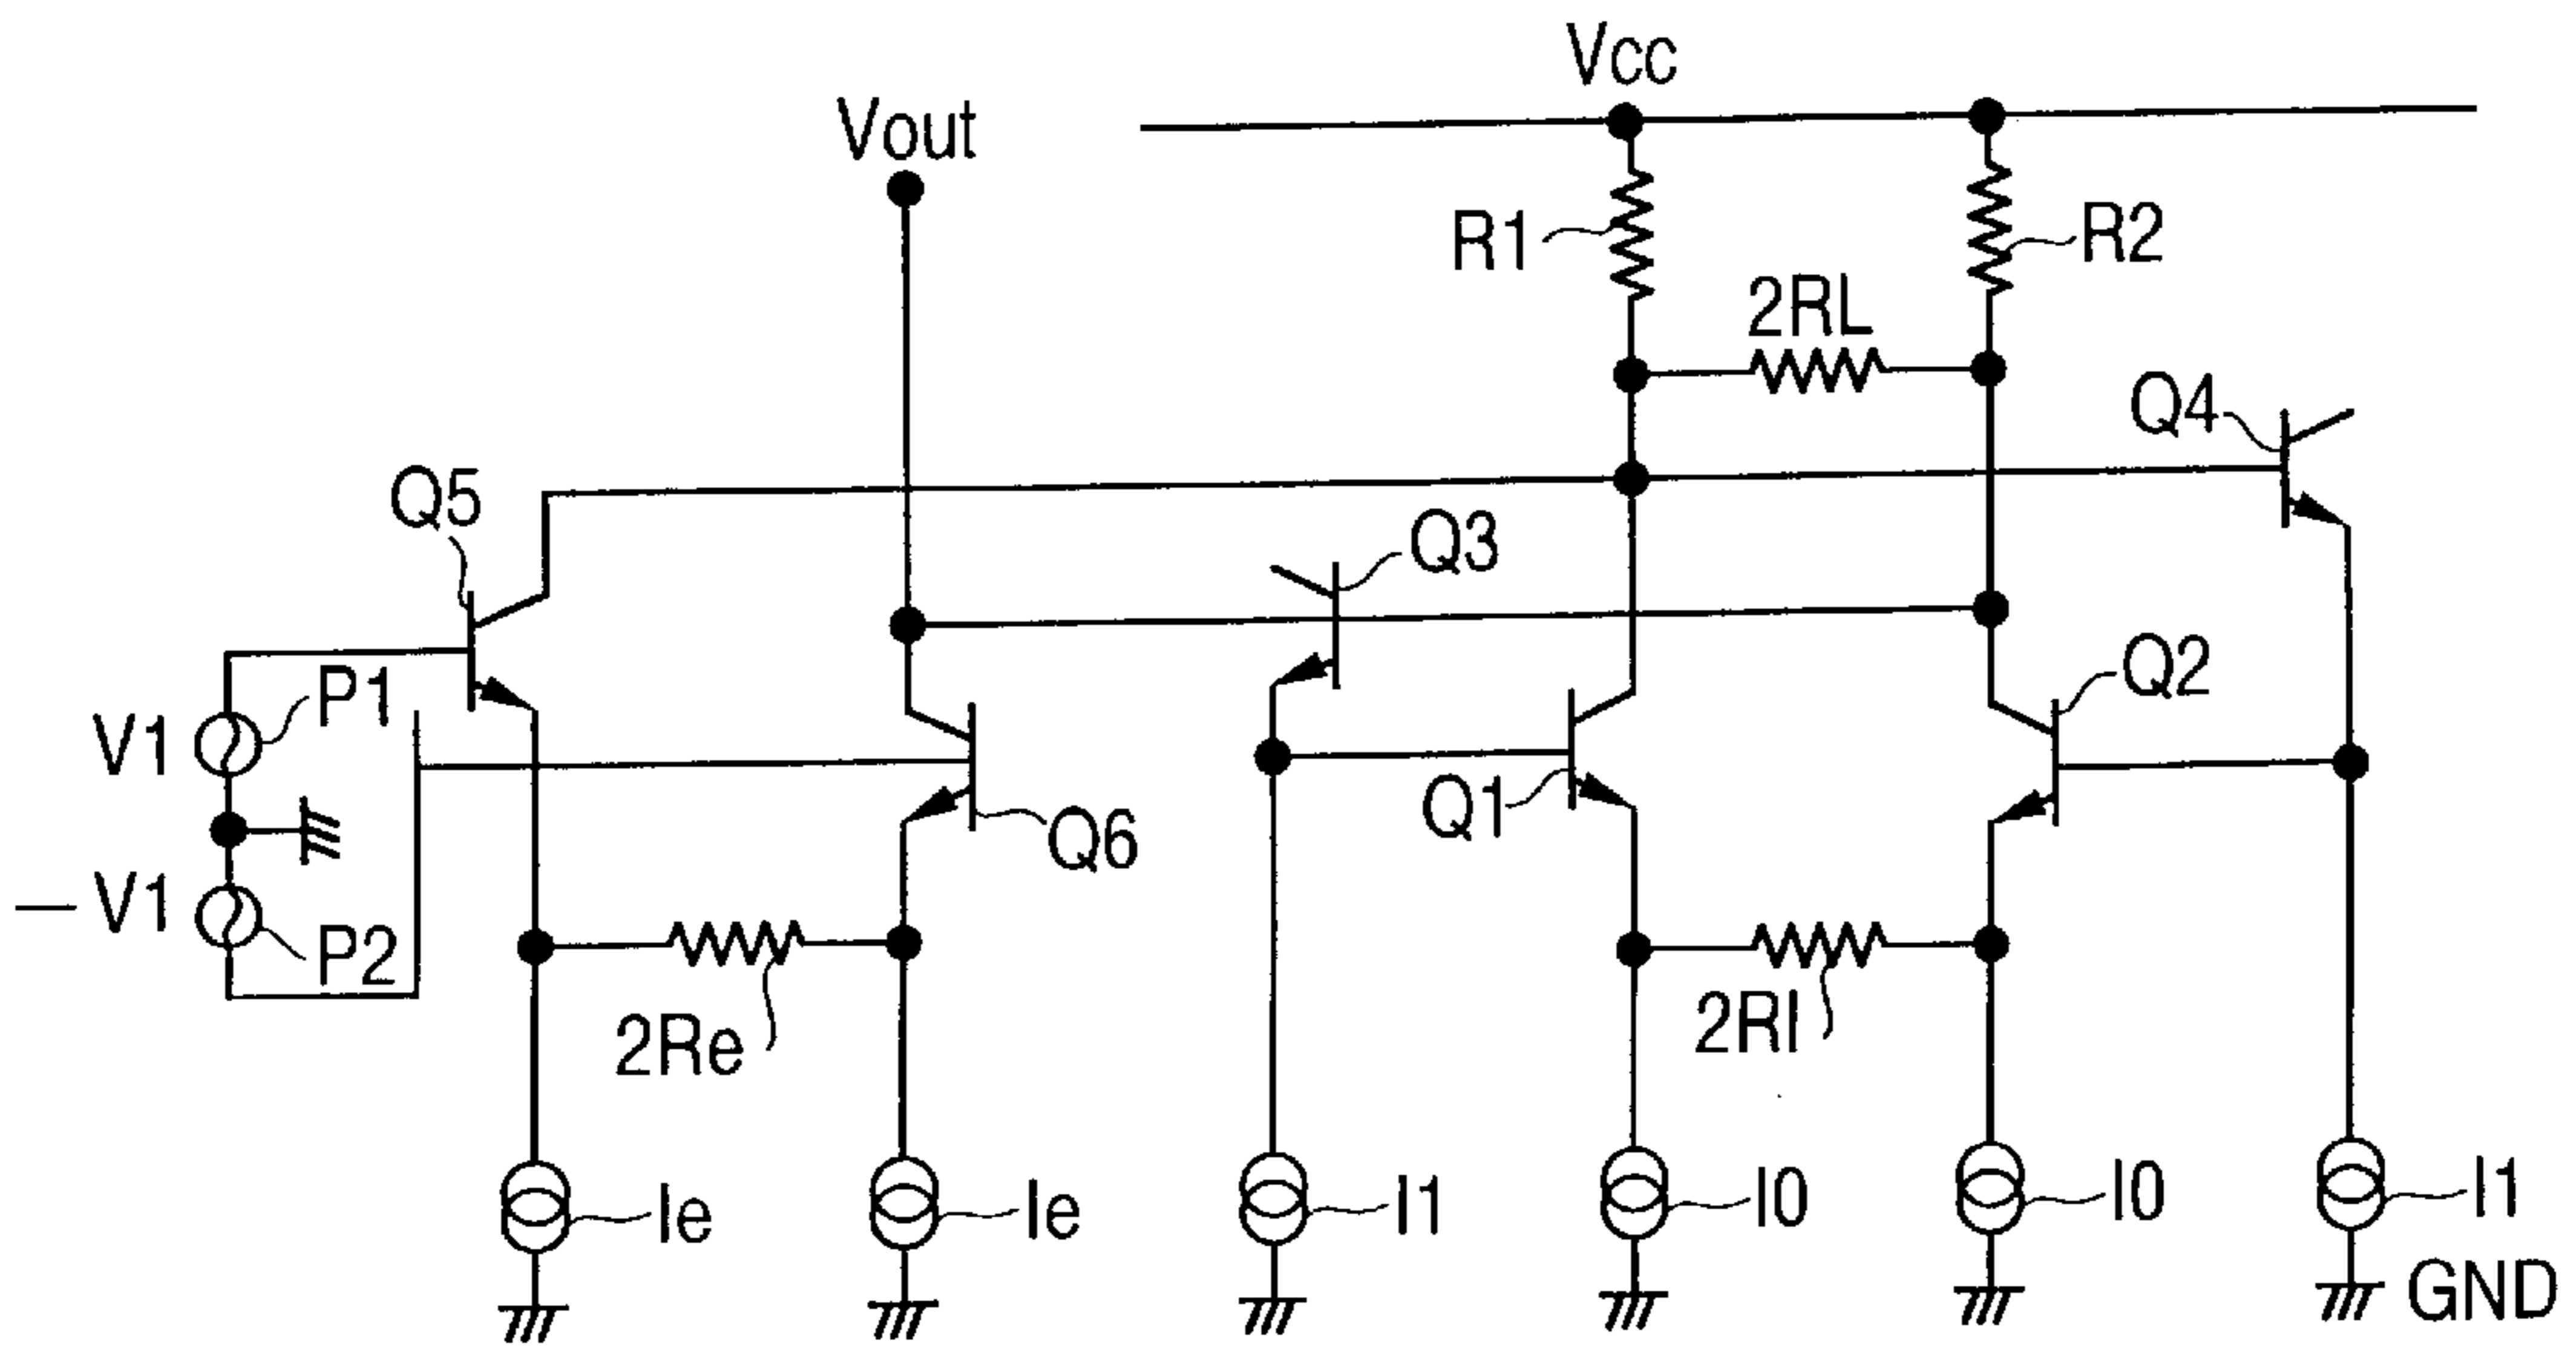 Vcc
Vout
R1
R2
2RL
Q4
Q5
Q3
Q2
P1
V1
Q1
Q6
— V1
P2
2Re
2RI
Ie
Ie
I1
I0
I0
I1
GND